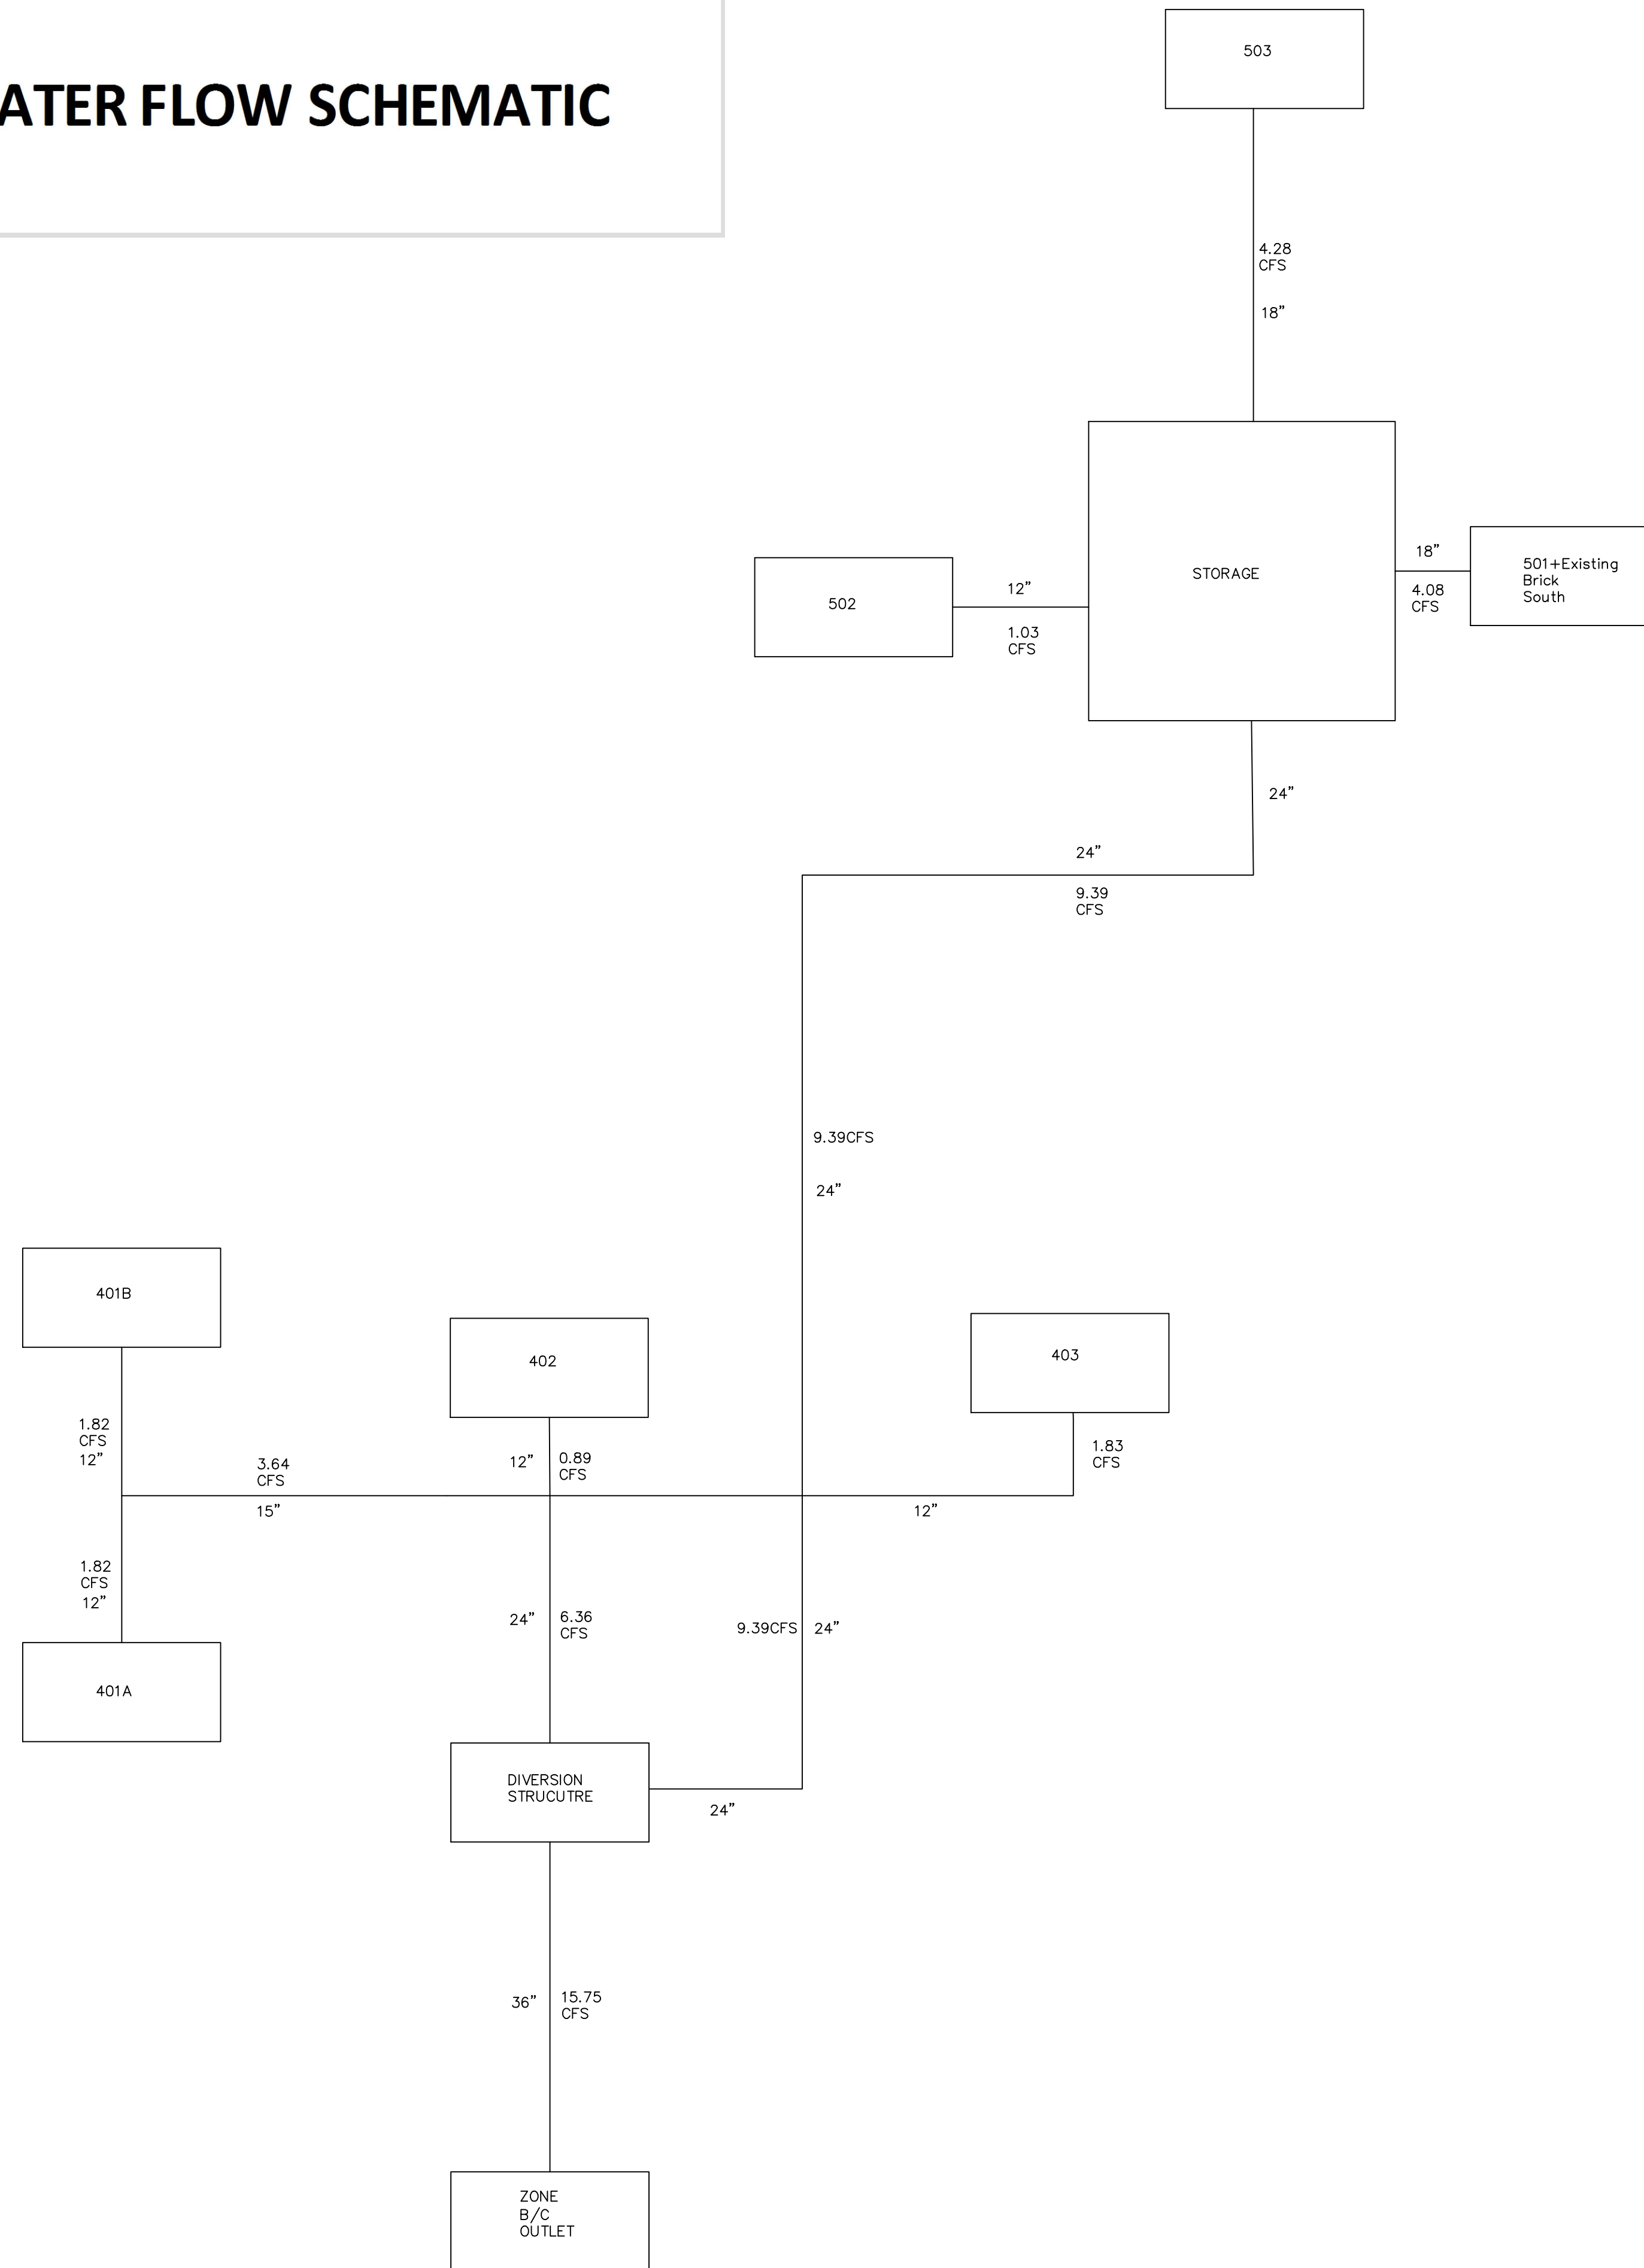 503
ATER FLOW SCHEMATIC
4.28
CFS
18”
18”
501+Existing
Brick
South
STORAGE
12”
4.08
CFS
502
1.03
CFS
24”
24”
9.39
CFS
9.39CFS
24”
401B
403
402
1.82
CFS
12”
1.83
CFS
12”
0.89
CFS
3.64
CFS
15”
12”
1.82
CFS
12”
24”
6.36
CFS
9.39CFS
24”
401A
DIVERSION
STRUCUTRE
24”
36”
15.75
CFS
ZONE
B/C
OUTLET